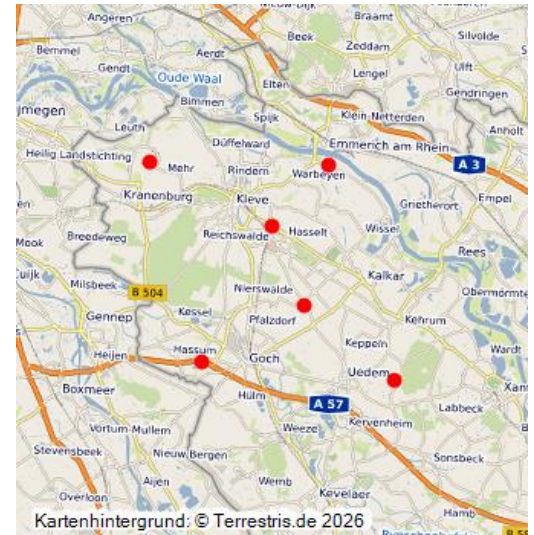 Angeren
Braamt
Beek
Silvolde
Bemmel
Aerdt
Zeddam
Gendt
Oude Waal
Lengel
Ulft
Elten
Gendringen
Bimmen
jmegen
Spijk
Klein-Netterden
Leuth
Anholt
Düffelward
Emmerich am Rhein
Heilig Landstichting
A 3
Mehr
Rindern
Warbeyen
Kranenburg
Kleve
Empel
Grietherort
Breedeweg
Reichswalde
Hasselt
Wissel
Mook
Rees
Cuijk
Kalkar
Milsbeek
Nierswalde
Obermörmte
B 504
Gennep
Kessel
Pfalzdorf
Kehrum
Keppeln
Wardt
Heijen
Hassum
Goch
Uedem
Boxmeer
Xan
Hülm
A 57
Labbeck
Vortum-Mullem
Weeze
Kervenheim
Stevensbeek
Nieuw Bergen
Sonsbeck
Aijen
Wemb
Overloon
Kevelaer
Hamb
Kartenhintergrund: © Terrestris.de 2026